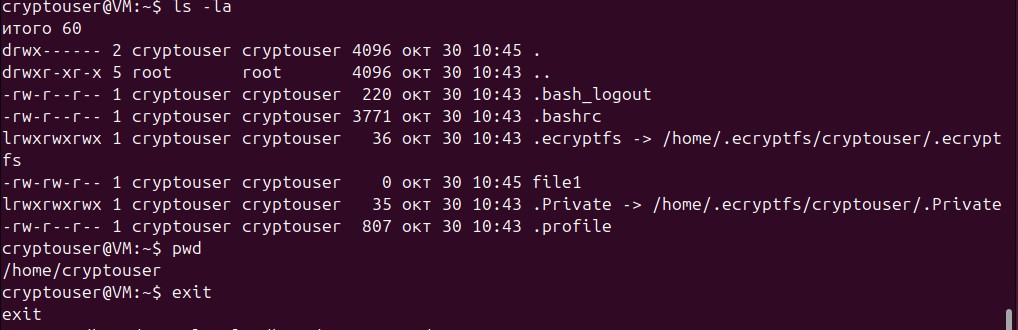 cryptouser@VM:~$ ls -la
итого 60
drwx------ 2 cryptouser cryptouser 4096 окт 30 10:45 .
drwxr-xr-x 5 root       root       4096 окт 30 10:43 ..
-rw-r--r-- 1 cryptouser cryptouser  220 окт 30 10:43 .bash_logout
-rw-r--r-- 1 cryptouser cryptouser 3771 окт 30 10:43 .bashrc
lrwxrwxrwx 1 cryptouser cryptouser   36 окт 30 10:43 .ecryptfs -> /home/.ecryptfs/cryptouser/.ecrypt
fs
-rw-rw-r-- 1 cryptouser cryptouser    0 окт 30 10:45 file1
lrwxrwxrwx 1 cryptouser cryptouser   35 окт 30 10:43 .Private -> /home/.ecryptfs/cryptouser/.Private
-rw-r--r-- 1 cryptouser cryptouser  807 окт 30 10:43 .profile
cryptouser@VM:~$ pwd
/home/cryptouser
cryptouser@VM:~$ exit
exit